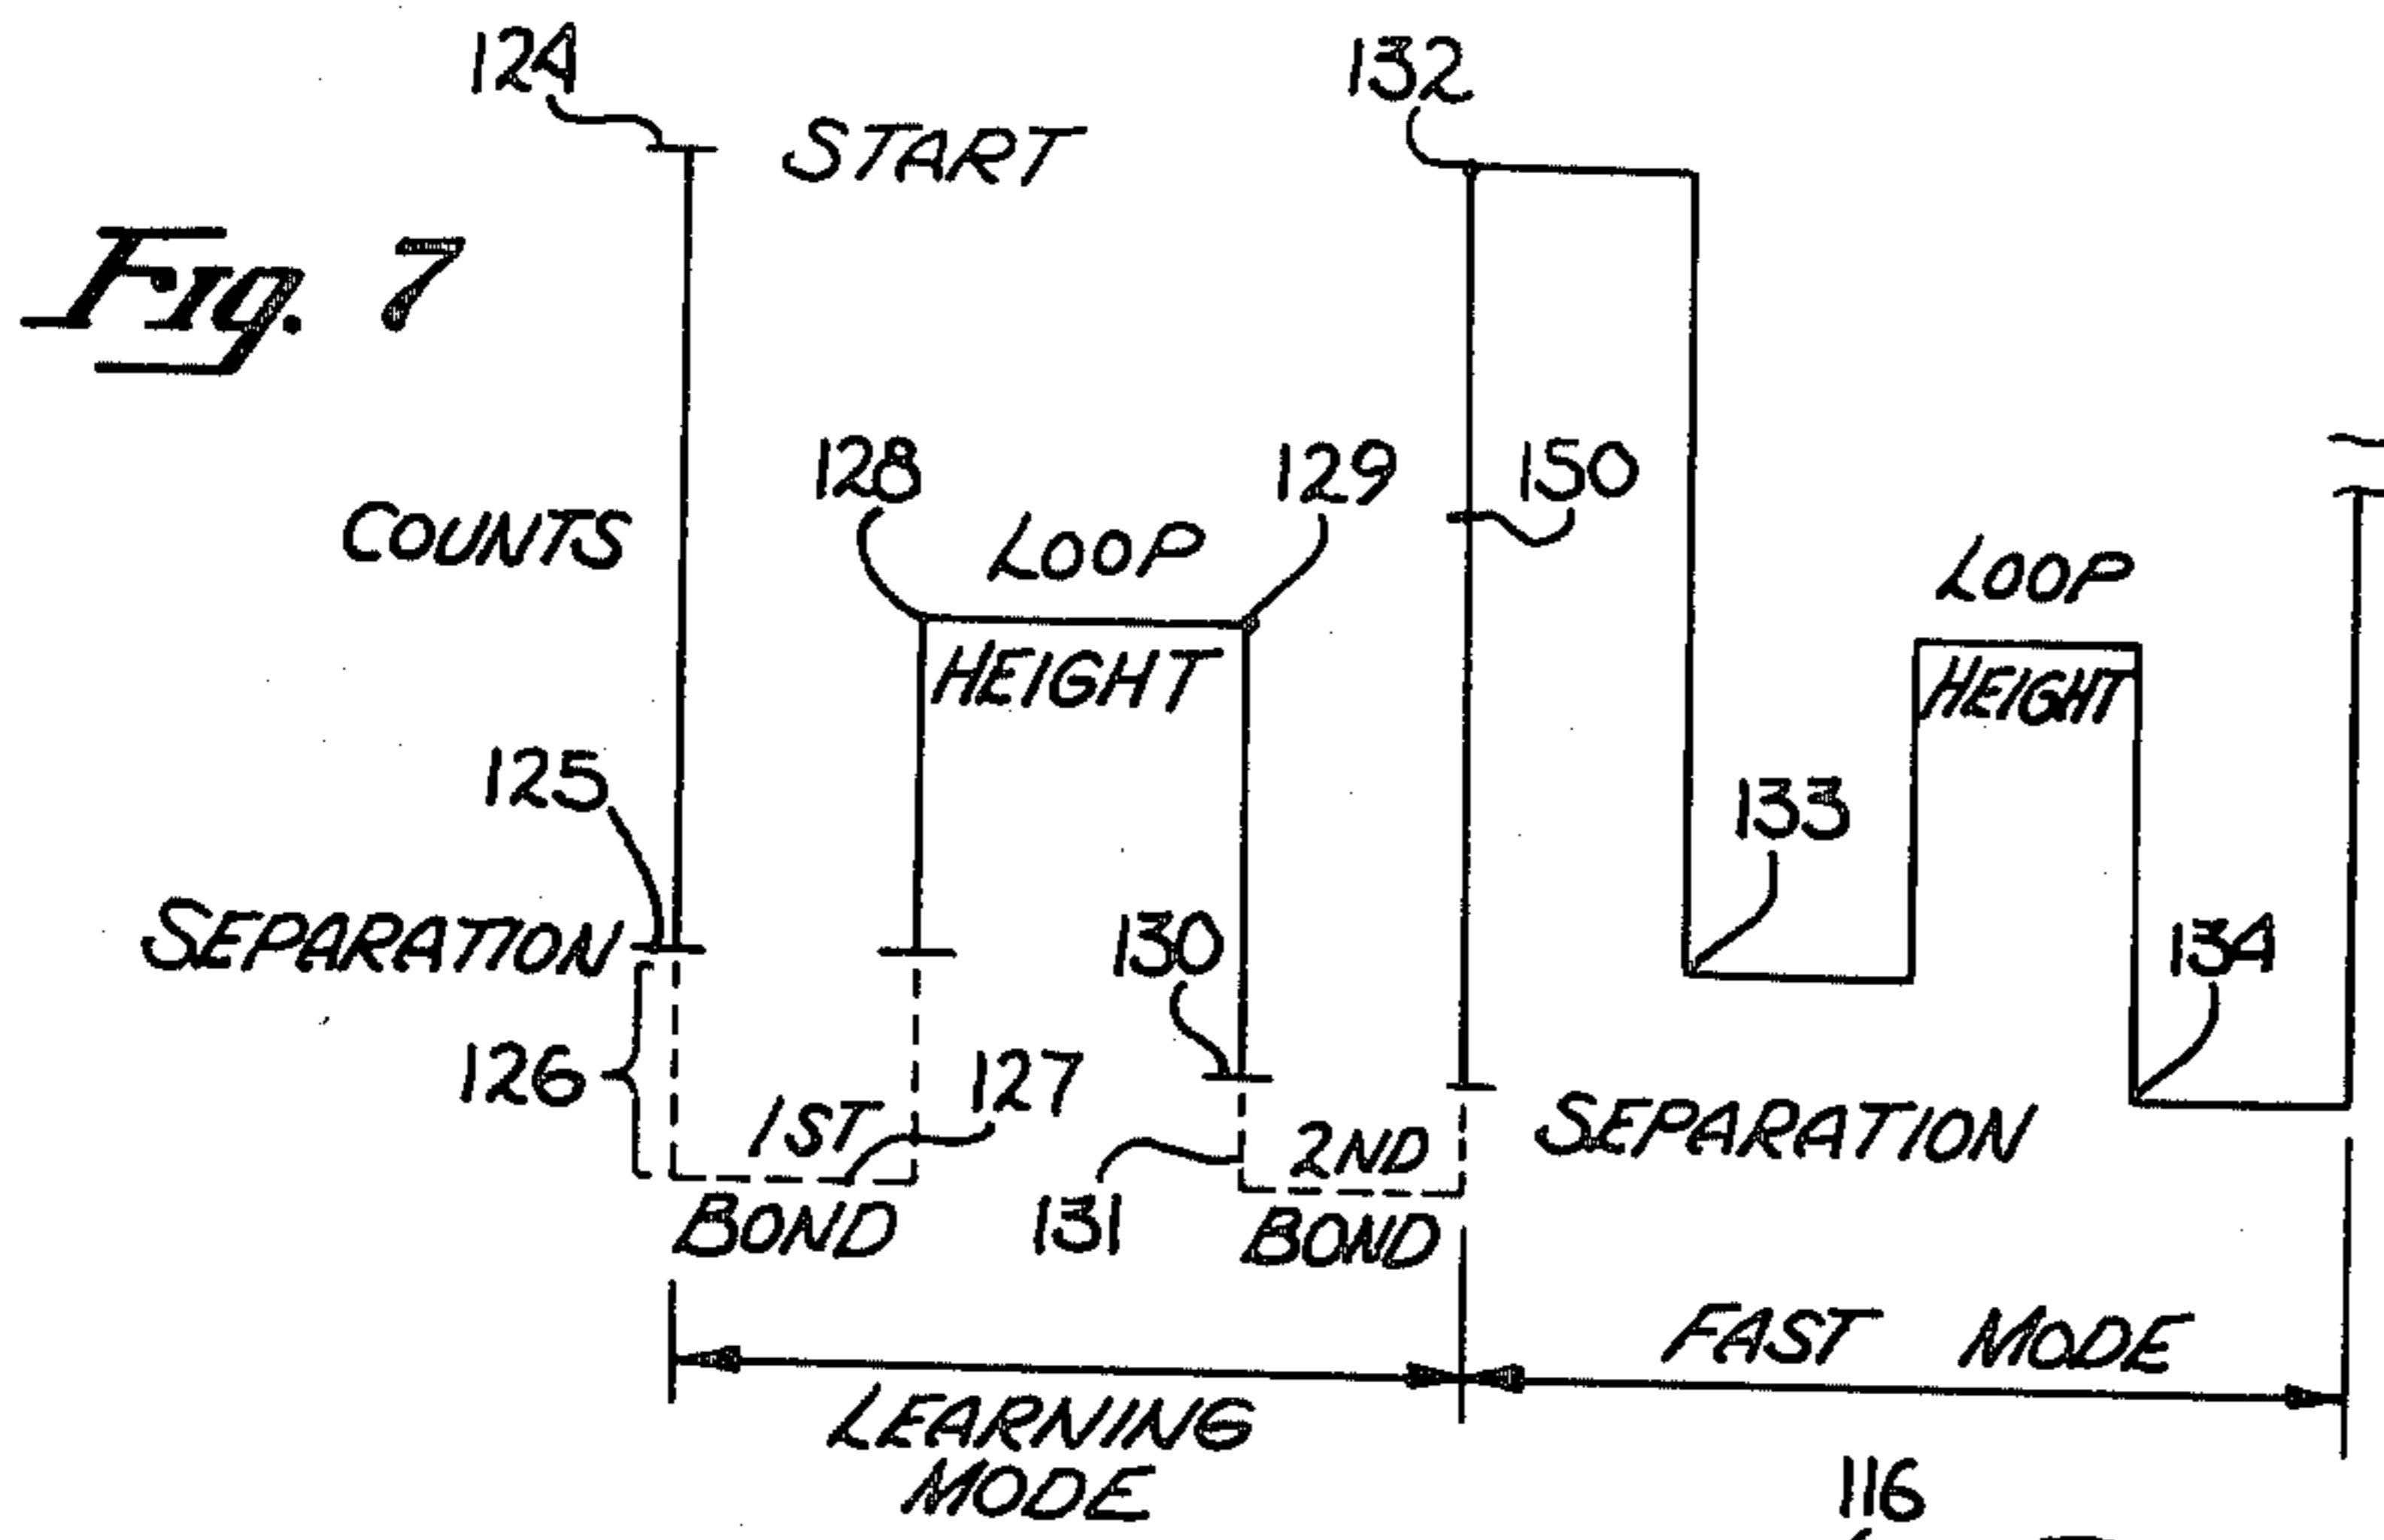 124
132
START
Fig. 7
128
129
150
COUNTS
LOOP
HEIGHT
LOOP
HEIGHT
125
133
SEPARATION
130
134
126
1ST
BOND
127
131
2ND
BOND
SEPARATION
FAST MODE
LEARNING
MODE
116